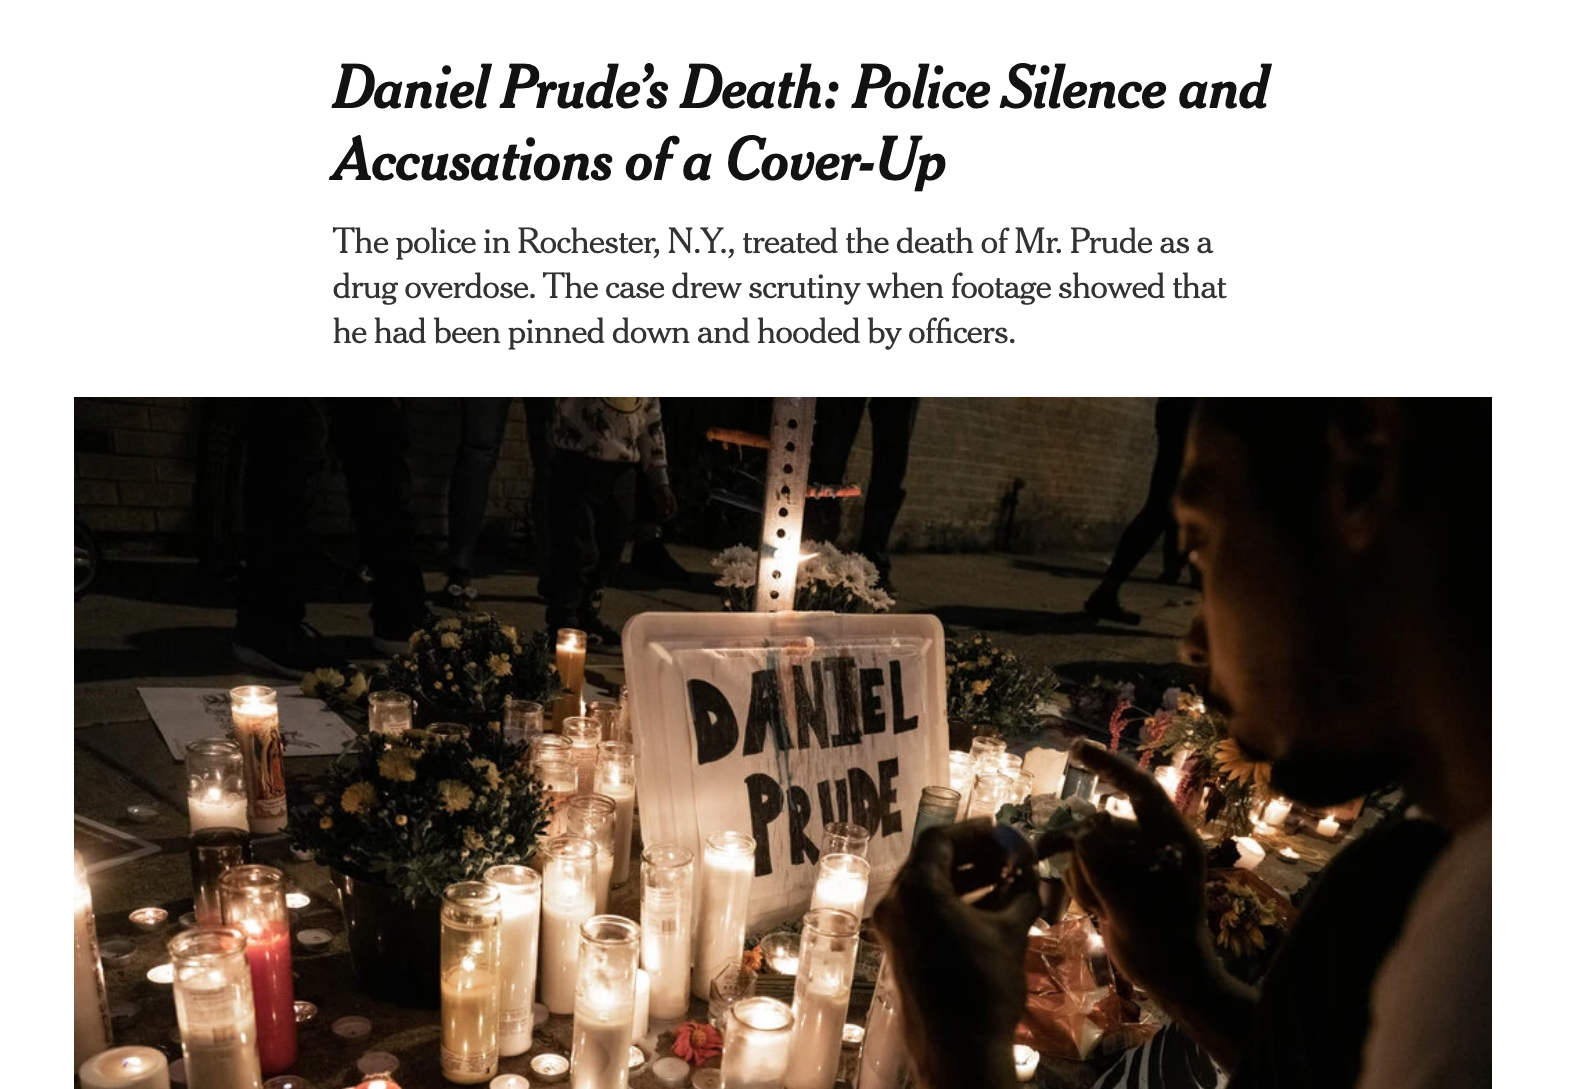 Daniel Prude’s Death: Police Silence and
Accusations of a Cover-Up
The police in Rochester, N.Y., treated the death of Mr. Prude as a
drug overdose. The case drew scrutiny when footage showed that
he had been pinned down and hooded by officers.
DANIEL
PRUDE